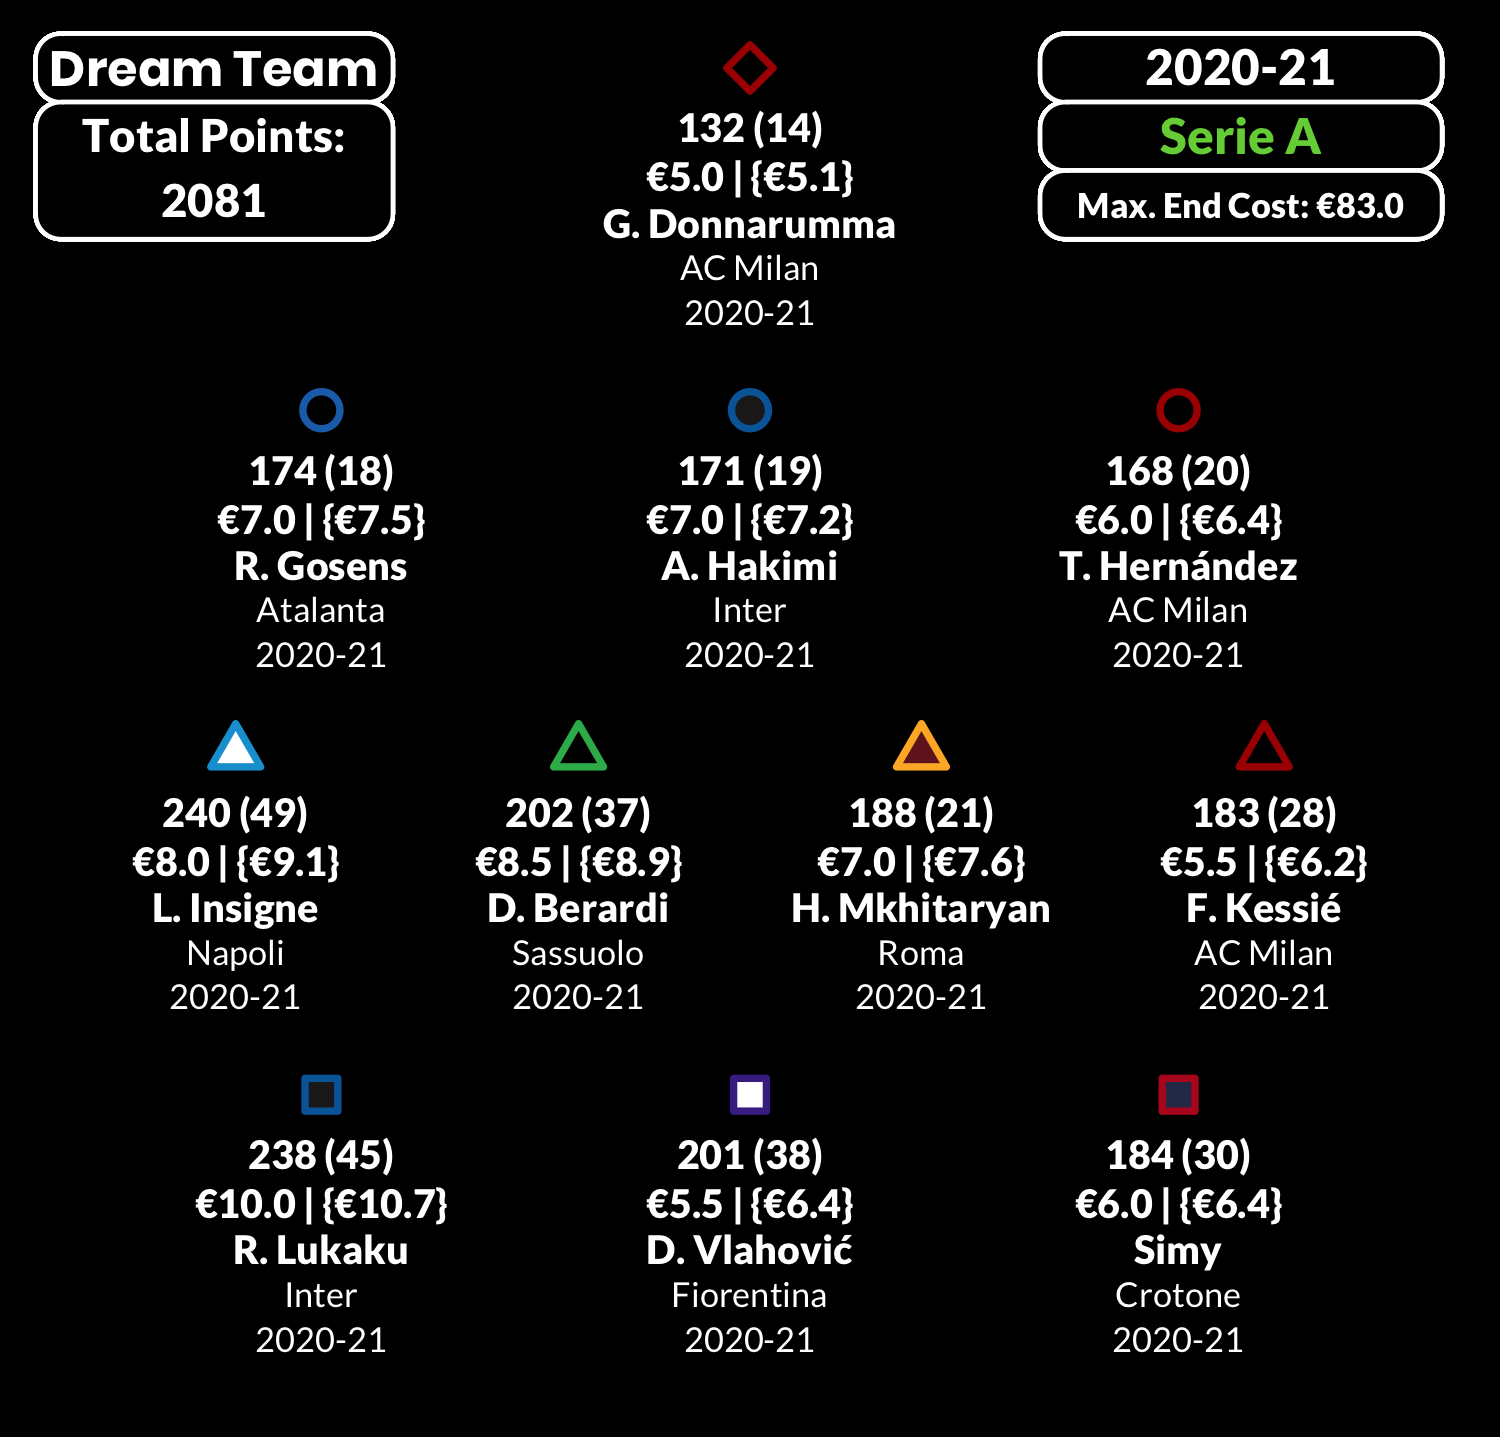 Dream Team
Total Points:
2081
2020-21
Serie A
Max. End Cost: €83.0
132 (14)
€5.0 | {€5.1}
G. Donnarumma
AC Milan
2020-21
174 (18)
€7.0 | {€7.5}
R. Gosens
Atalanta
2020-21
171 (19)
€7.0 | {€7.2}
A. Hakimi
Inter
2020-21
168 (20)
€6.0 | {€6.4}
T. Hernández
AC Milan
2020-21
240 (49)
€8.0 | {€9.1}
L. Insigne
Napoli
2020-21
202 (37)
€8.5 | {€8.9}
D. Berardi
Sassuolo
2020-21
188 (21)
€7.0 | {€7.6}
H. Mkhitaryan
Roma
2020-21
183 (28)
€5.5 | {€6.2}
F. Kessié
AC Milan
2020-21
238 (45)
€10.0 | {€10.7}
R. Lukaku
Inter
2020-21
201 (38)
€5.5 | {€6.4}
D. Vlahović
Fiorentina
2020-21
184 (30)
€6.0 | {€6.4}
Simy
Crotone
2020-21